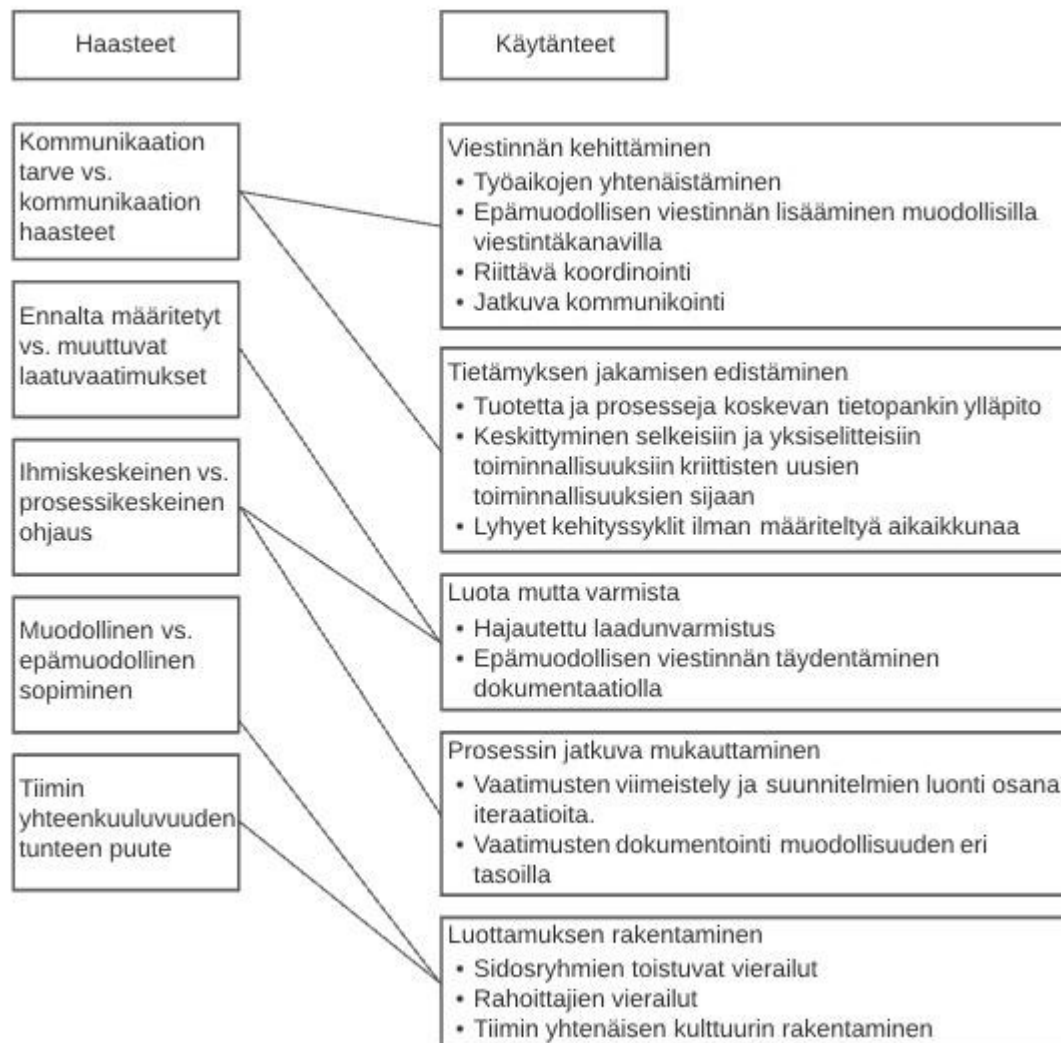 Haasteet
Käytänteet
Kommunikaation
tarve vs.
kommunikaation
haasteet
Ennalta määritetyt
vs. muuttuvat
laatuvaatimukset
Ihmiskeskeinen vs.
prosessikeskeinen
ohjaus
Muodollinen vs.
epämuodollinen
sopiminen
Tiimin
yhteenkuuluvuuden
tunteen puute
Viestinnän kehittäminen
• Työaikojen yhtenäistäminen
• Epämuodollisen viestinnän lisääminen muodollisilla
viestintäkanavilla
• Riittävä koordinointi
• Jatkuva kommunikointi
Tietämyksen jakamisen edistäminen
• Tuotetta ja prosesseja koskevan tietopankin ylläpito
• Keskittyminen selkeisiin ja yksiselitteisiin
toiminnallisuuksiin kriittisten uusien
toiminnallisuuksien sijaan
• Lyhyet kehityssyklit ilman määriteltyä aikaikkunaa
Luota mutta varmista
• Hajautettu laadunvarmistus
• Epämuodollisen viestinnän täydentäminen
dokumentaatiolla
Prosessin jatkuva mukauttaminen
• Vaatimusten viimeistely ja suunnitelmien luonti osana
iteraatioita.
• Vaatimusten dokumentointi muodollisuuden eri
tasoilla
Luottamuksen rakentaminen
• Sidosryhmien toistuvat vierailut
• Rahoittajien vierailut
• Tiimin yhtenäisen kulttuurin rakentaminen